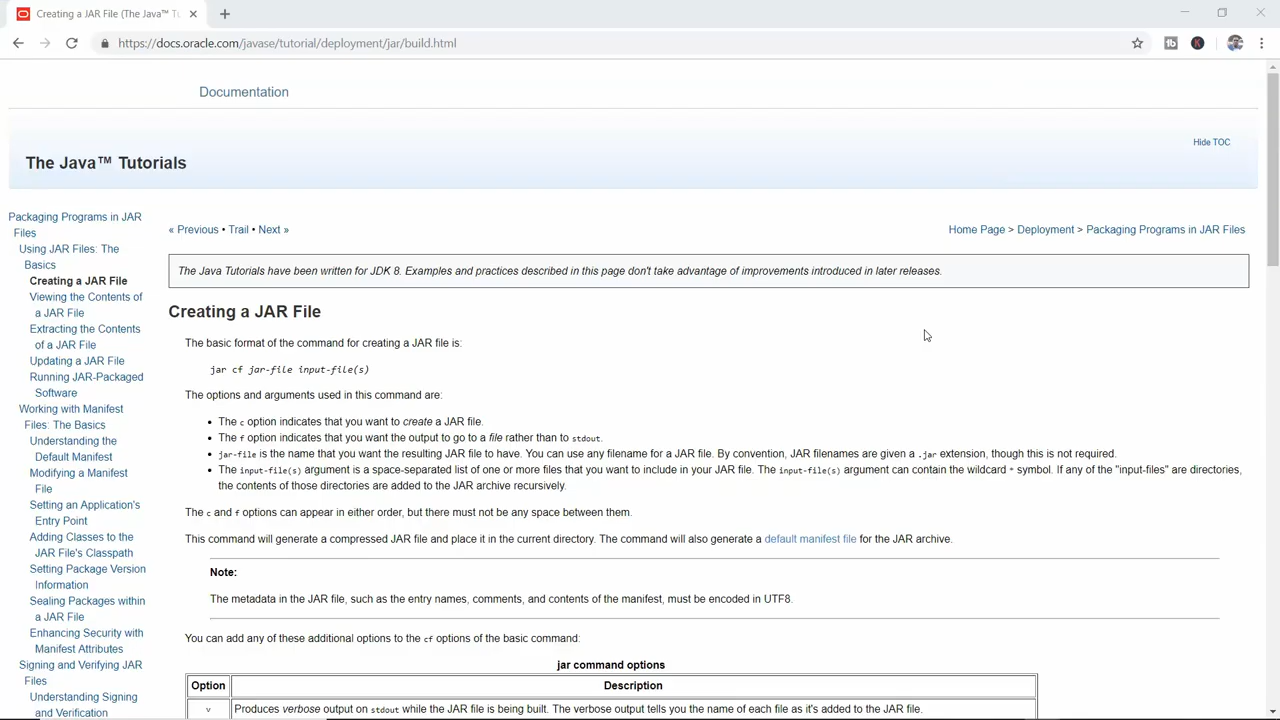 Creating a JAR File (The Java™ Tu
https://docs.oracle.com/javase/tutorial/deployment/jar/build.html
Documentation
Hide TOC
The Java™ Tutorials
Packaging Programs in JAR
Files
Using JAR Files: The
Basics
Creating a JAR File
Viewing the Contents of
a JAR File
Extracting the Contents
of a JAR File
Updating a JAR File
Running JAR-Packaged
Software
Working with Manifest
Files: The Basics
Understanding the
Default Manifest
Modifying a Manifest
File
Setting an Application's
Entry Point
Adding Classes to the
JAR File's Classpath
Setting Package Version
Information
Sealing Packages within
a JAR File
Enhancing Security with
Manifest Attributes
Signing and Verifying JAR
Files
Understanding Signing
and Verification
« Previous • Trail • Next »
Home Page > Deployment > Packaging Programs in JAR Files
The Java Tutorials have been written for JDK 8. Examples and practices described in this page don't take advantage of improvements introduced in later releases.
Creating a JAR File
The basic format of the command for creating a JAR file is:
jar cf jar-file input-file(s)
The options and arguments used in this command are:
• The c option indicates that you want to create a JAR file.
• The f option indicates that you want the output to go to a file rather than to stdout.
• jar-file is the name that you want the resulting JAR file to have. You can use any filename for a JAR file. By convention, JAR filenames are given a .jar extension, though this is not required.
• The input-file(s) argument is a space-separated list of one or more files that you want to include in your JAR file. The input-file(s) argument can contain the wildcard * symbol. If any of the "input-files" are directories,
the contents of those directories are added to the JAR archive recursively.
The c and f options can appear in either order, but there must not be any space between them.
This command will generate a compressed JAR file and place it in the current directory. The command will also generate a default manifest file for the JAR archive.
Note:
The metadata in the JAR file, such as the entry names, comments, and contents of the manifest, must be encoded in UTF8.
You can add any of these additional options to the cf options of the basic command:
jar command options
Option Description
v Produces verbose output on stdout while the JAR file is being built. The verbose output tells you the name of each file as it's added to the JAR file.